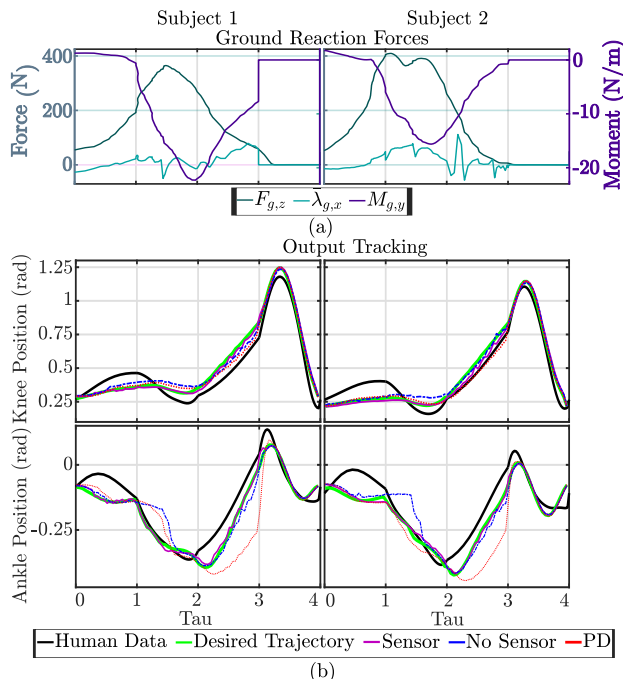 Subject 1
Subject 2
Ground Reaction Forces
Force (N)
400
200
0
0
-10
-20
Moment (N/m)
F_{g,z} λ̄_{g,x} M_{g,y}
(a)
Output Tracking
Knee Position (rad)
1.25
1
0.75
0.5
0.25
Ankle Position (rad)
0
-0.25
0 1 2 3 4
0 1 2 3 4
Tau
Tau
Human Data Desired Trajectory Sensor No Sensor PD
(b)